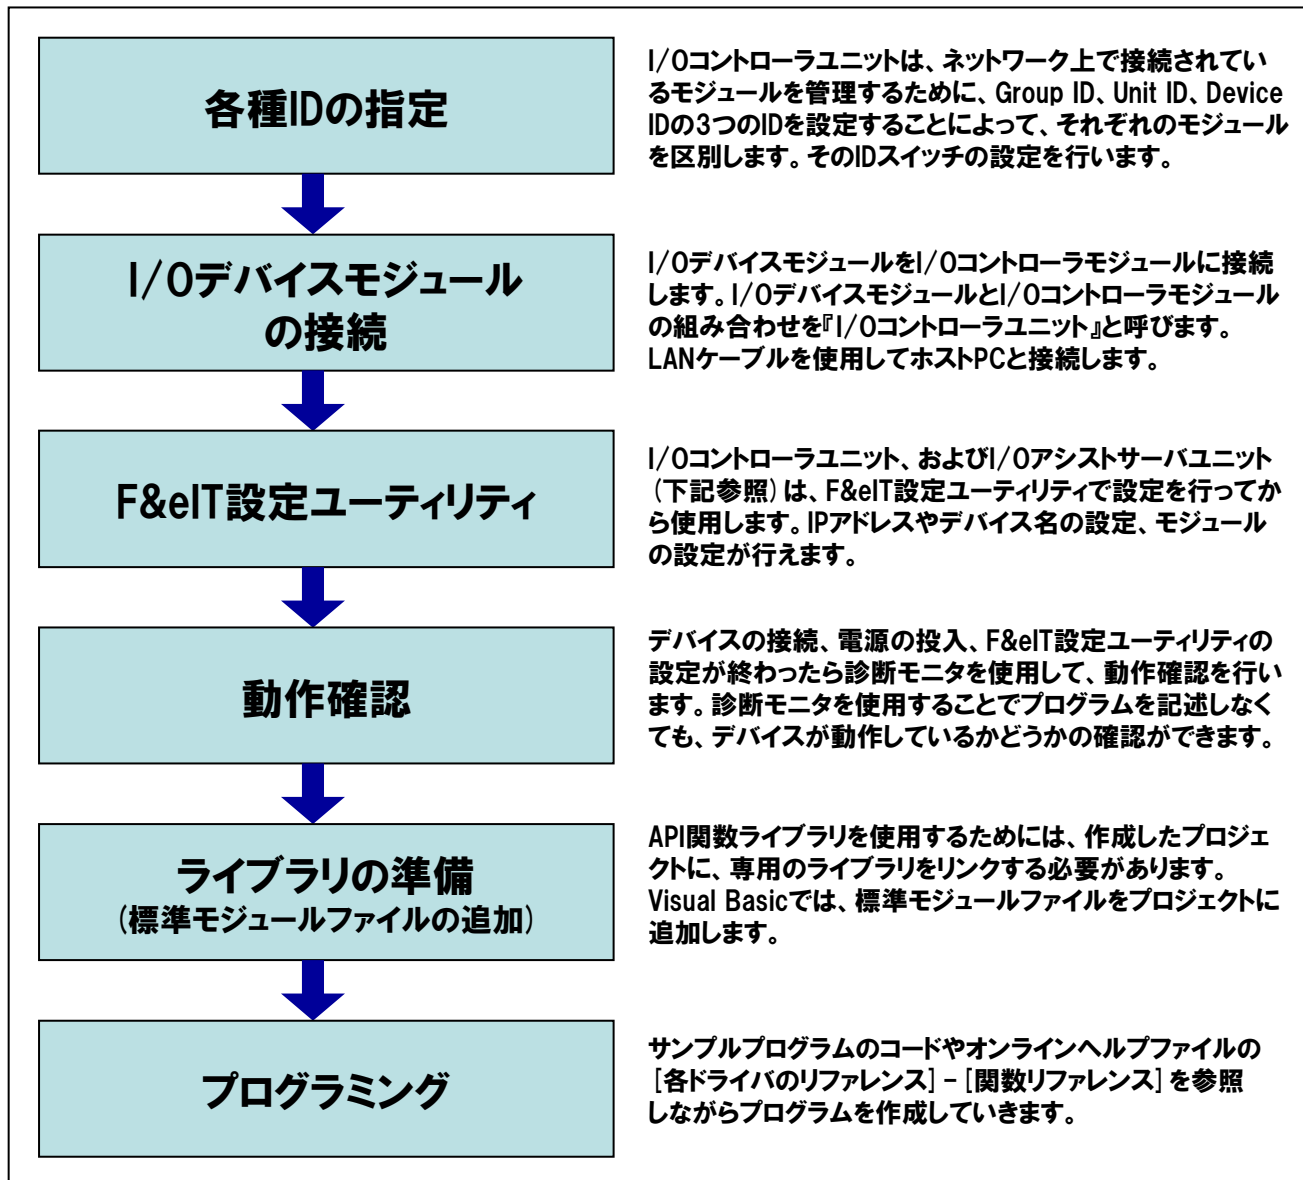 各種IDの指定
I/Oコントローラユニットは、ネットワーク上で接続されてい
るモジュールを管理するために、Group ID、Unit ID、Device
IDの3つのIDを設定することによって、それぞれのモジュール
を区別します。そのIDスイッチの設定を行います。
I/Oデバイスモジュール
の接続
I/OデバイスモジュールをI/Oコントローラモジュールに接続
します。I/OデバイスモジュールとI/Oコントローラモジュール
の組み合わせを『I/Oコントローラユニット』と呼びます。
LANケーブルを使用してホストPCと接続します。
F&eIT設定ユーティリティ
I/Oコントローラユニット、およびI/Oアシストサーバユニット
(下記参照)は、F&eIT設定ユーティリティで設定を行ってか
ら使用します。IPアドレスやデバイス名の設定、モジュール
の設定が行えます。
動作確認
デバイスの接続、電源の投入、F&eIT設定ユーティリティの
設定が終わったら診断モニタを使用して、動作確認を行い
ます。診断モニタを使用することでプログラムを記述しなく
ても、デバイスが動作しているかどうかの確認ができます。
ライブラリの準備
(標準モジュールファイルの追加)
API関数ライブラリを使用するためには、作成したプロジェ
クトに、専用のライブラリをリンクする必要があります。
Visual Basicでは、標準モジュールファイルをプロジェクトに
追加します。
プログラミング
サンプルプログラムのコードやオンラインヘルプファイルの
[各ドライバのリファレンス]-[関数リファレンス]を参照
しながらプログラムを作成していきます。